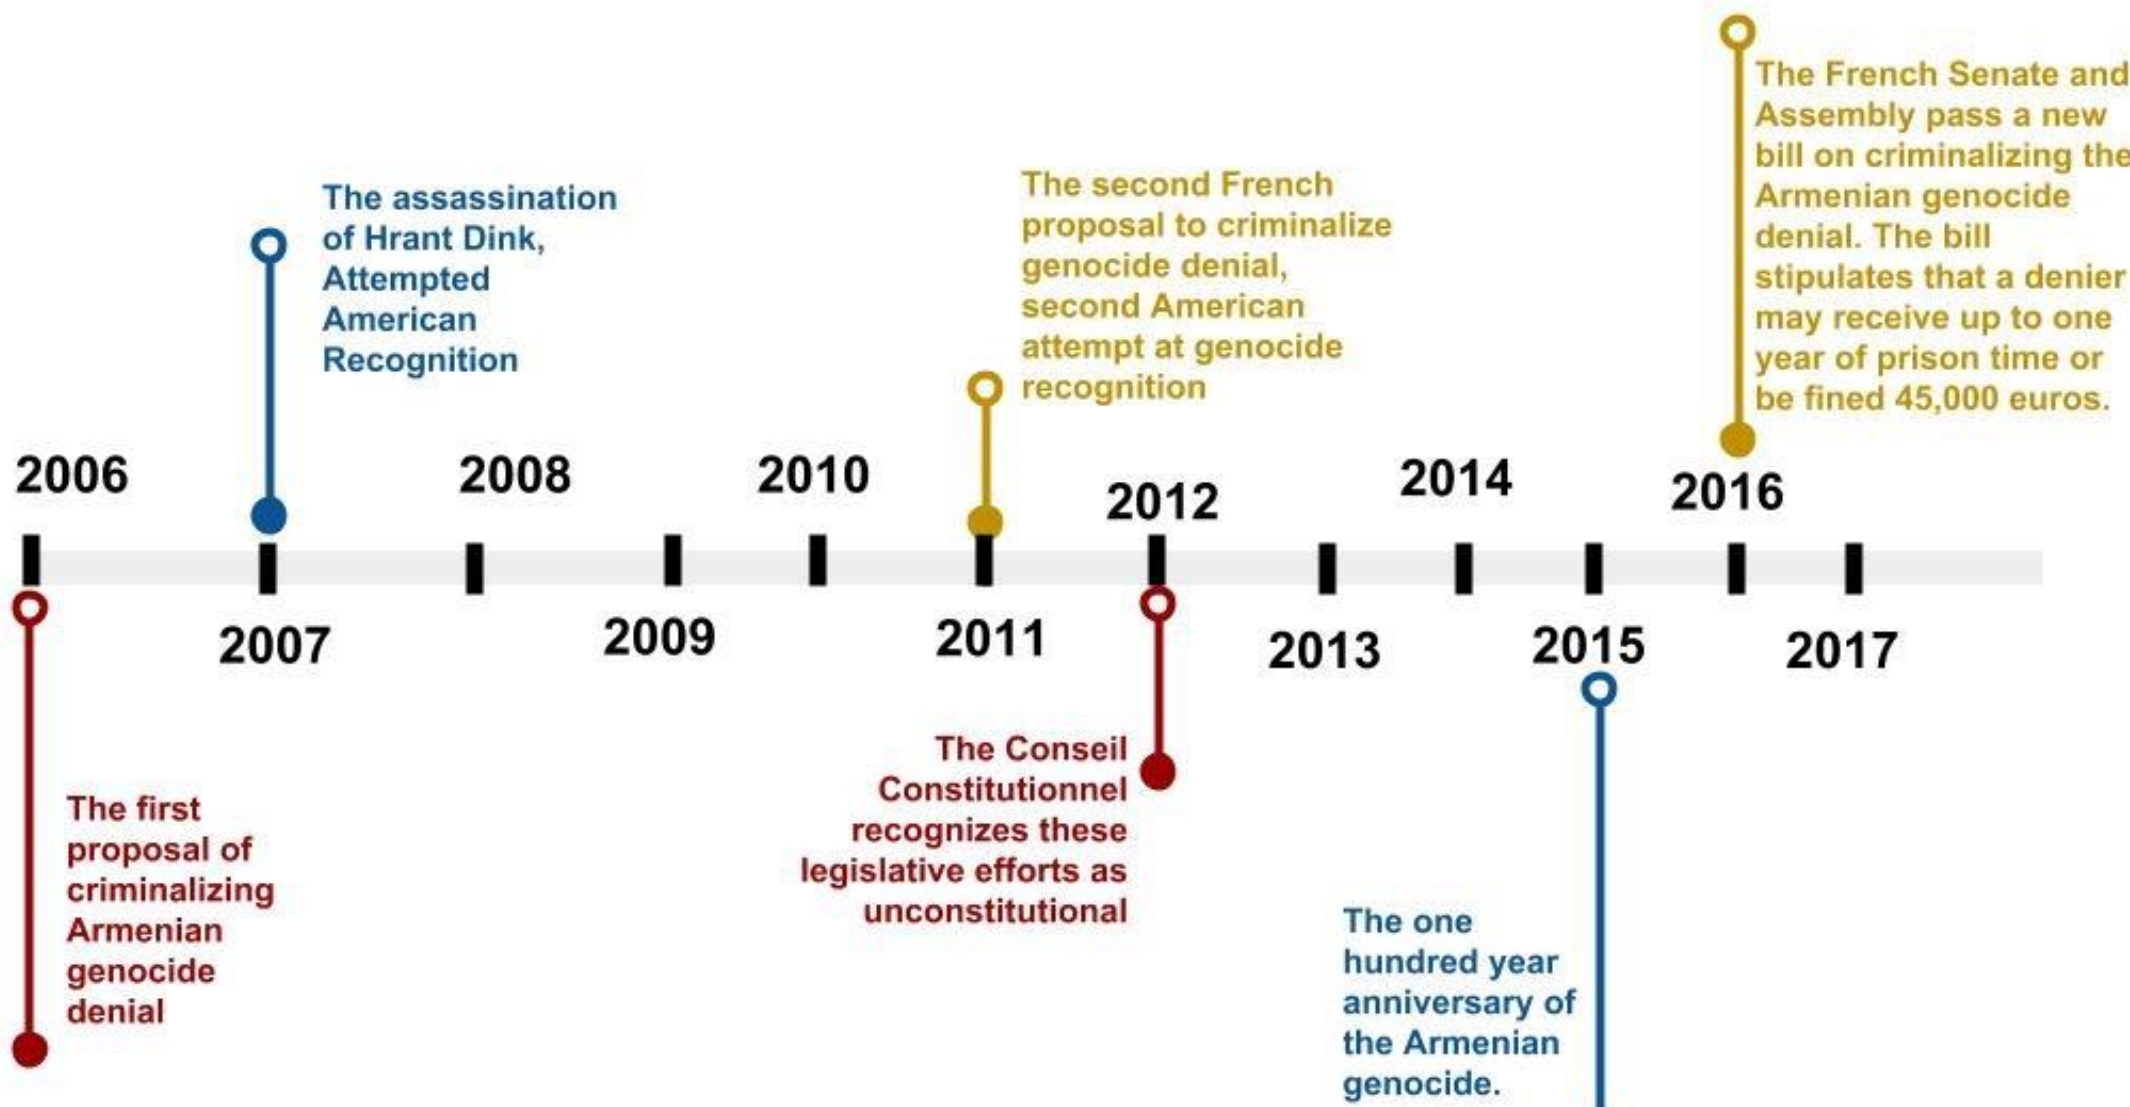 The French Senate and
Assembly pass a new
bill on criminalizing the
Armenian genocide
denial. The bill
stipulates that a denier
may receive up to one
year of prison time or
be fined 45,000 euros.
The assassination
of Hrant Dink,
Attempted
American
Recognition
The second French
proposal to criminalize
genocide denial,
second American
attempt at genocide
recognition
2006
2008
2010
2012
2014
2016
2007
2009
2011
2013
2015
2017
The Conseil
Constitutionnel
recognizes these
legislative efforts as
unconstitutional
The first
proposal of
criminalizing
Armenian
genocide
denial
The one
hundred year
anniversary of
the Armenian
genocide.